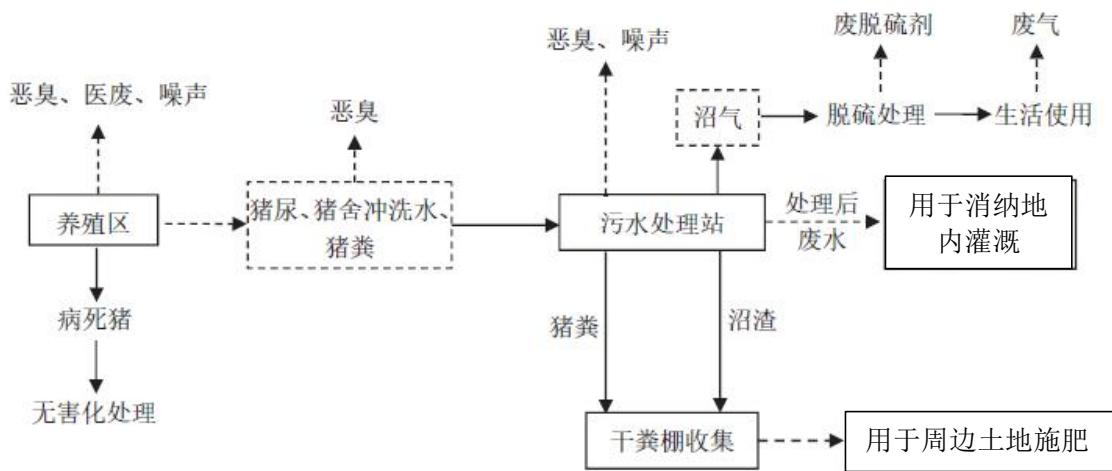 废脱硫剂
废气
恶臭、噪声
恶臭、医废、噪声
恶臭
沼气
脱硫处理
生活使用
养殖区
猪尿、猪舍冲洗水、
猪粪
污水处理站
处理后
废水
用于消纳地
内灌溉
病死猪
猪粪
沼渣
无害化处理
干粪棚收集
用于周边土地施肥